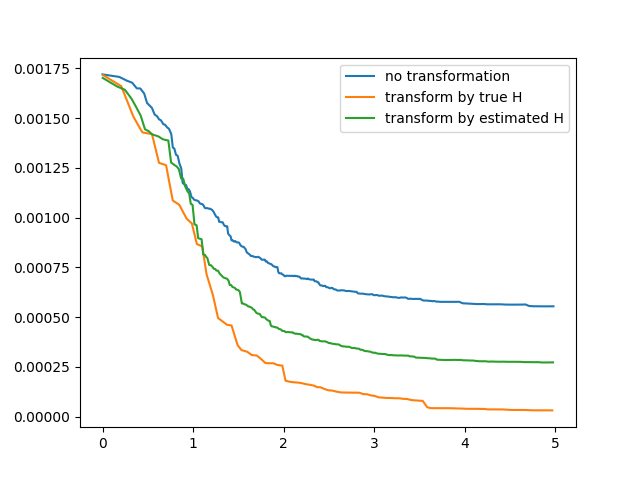 0.00175
0.00150
0.00125
0.00100
0.00075
0.00050
0.00025
0.00000
0 1 2 3 4 5
no transformation
transform by true H
transform by estimated H